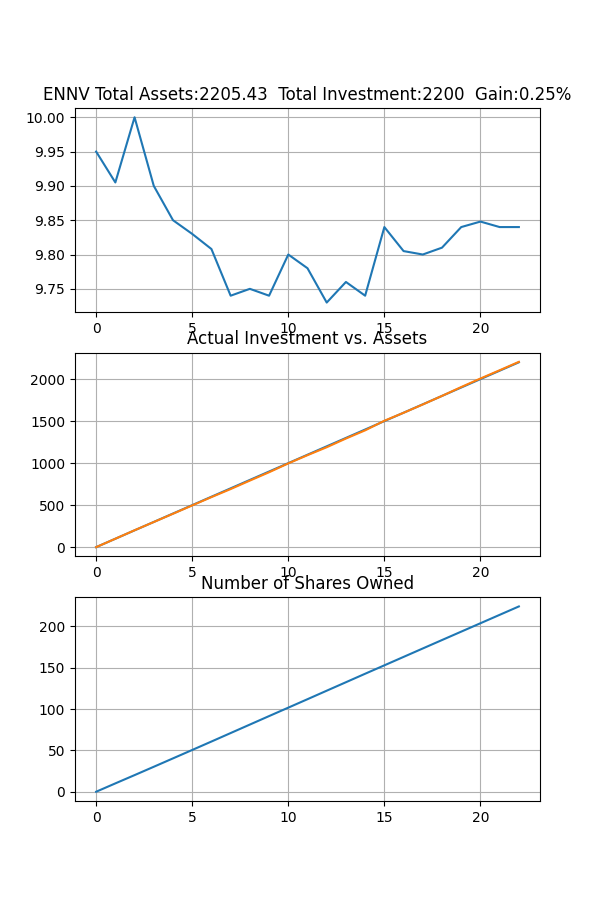 ENNV Total Assets:2205.43  Total Investment:2200  Gain:0.25%
10.00
9.95
9.90
9.85
9.80
9.75
0 5 10 15 20
Actual Investment vs. Assets
2000
1500
1000
500
0
0 5 10 15 20
Number of Shares Owned
200
150
100
50
0
0 5 10 15 20